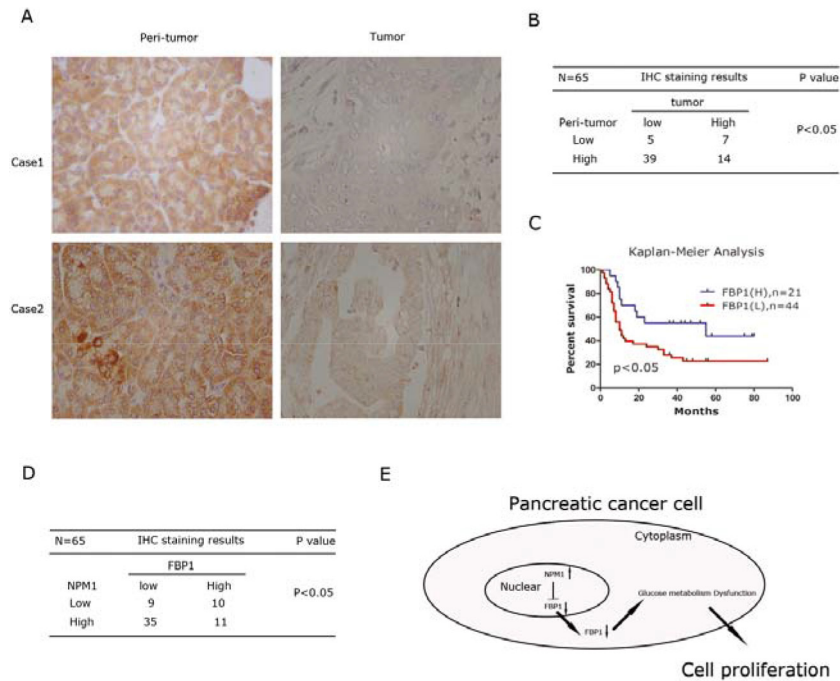 A
Peri-tumor Tumor
Case1
Case2
B
N=65 IHC staining results P value
tumor
Peri-tumor low High
P<0.05
Low 5 7
High 39 14
C
Kaplan-Meier Analysis
Percent survival
100
80
60
40
20
0
FBP1(H),n=21
FBP1(L),n=44
p<0.05
0 20 40 60 80 100
Months
D
N=65 IHC staining results P value
FBP1
NPM1 low High
P<0.05
Low 9 10
High 35 11
E
Pancreatic cancer cell
Cytoplasm
Nuclear
NPM1
FBP1
FBP1
Glucose metabolism Dysfunction
Cell proliferation